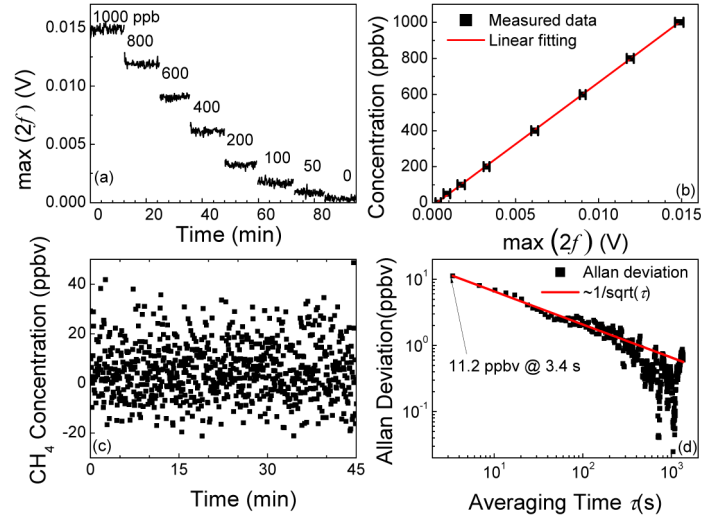 1000 ppb
800
600
400
200
100
50
0
0.015
0.010
0.005
0.000
max (2f) (V)
(a)
0
20
40
60
80
Time (min)
Measured data
Linear fitting
1000
800
600
400
200
0
Concentration (ppbv)
(b)
0.000
0.005
0.010
0.015
max (2f) (V)
40
20
0
-20
CH4 Concentration (ppbv)
(c)
0
15
30
45
Time (min)
Allan deviation
~1/sqrt(τ)
10^1
10^0
10^-1
Allan Deviation(ppbv)
11.2 ppbv @ 3.4 s
(d)
10^1
10^2
10^3
Averaging Time τ(s)